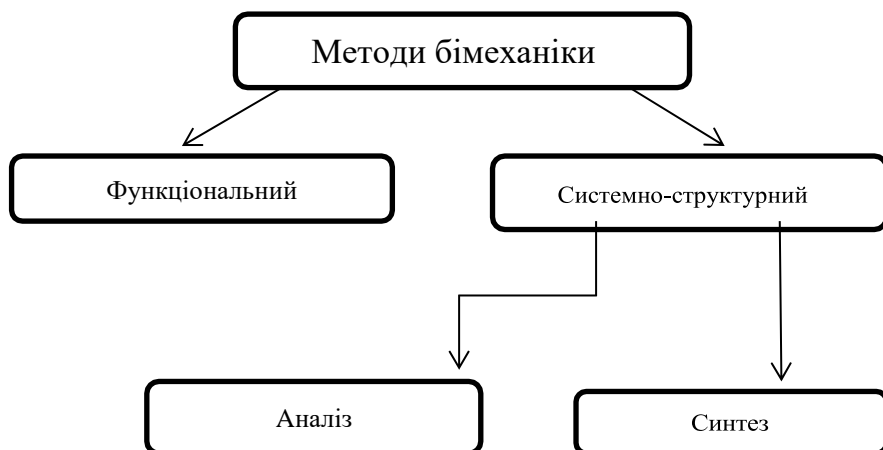 Методи бімеханіки
Функціональний
Системно-структурний
Аналіз
Синтез